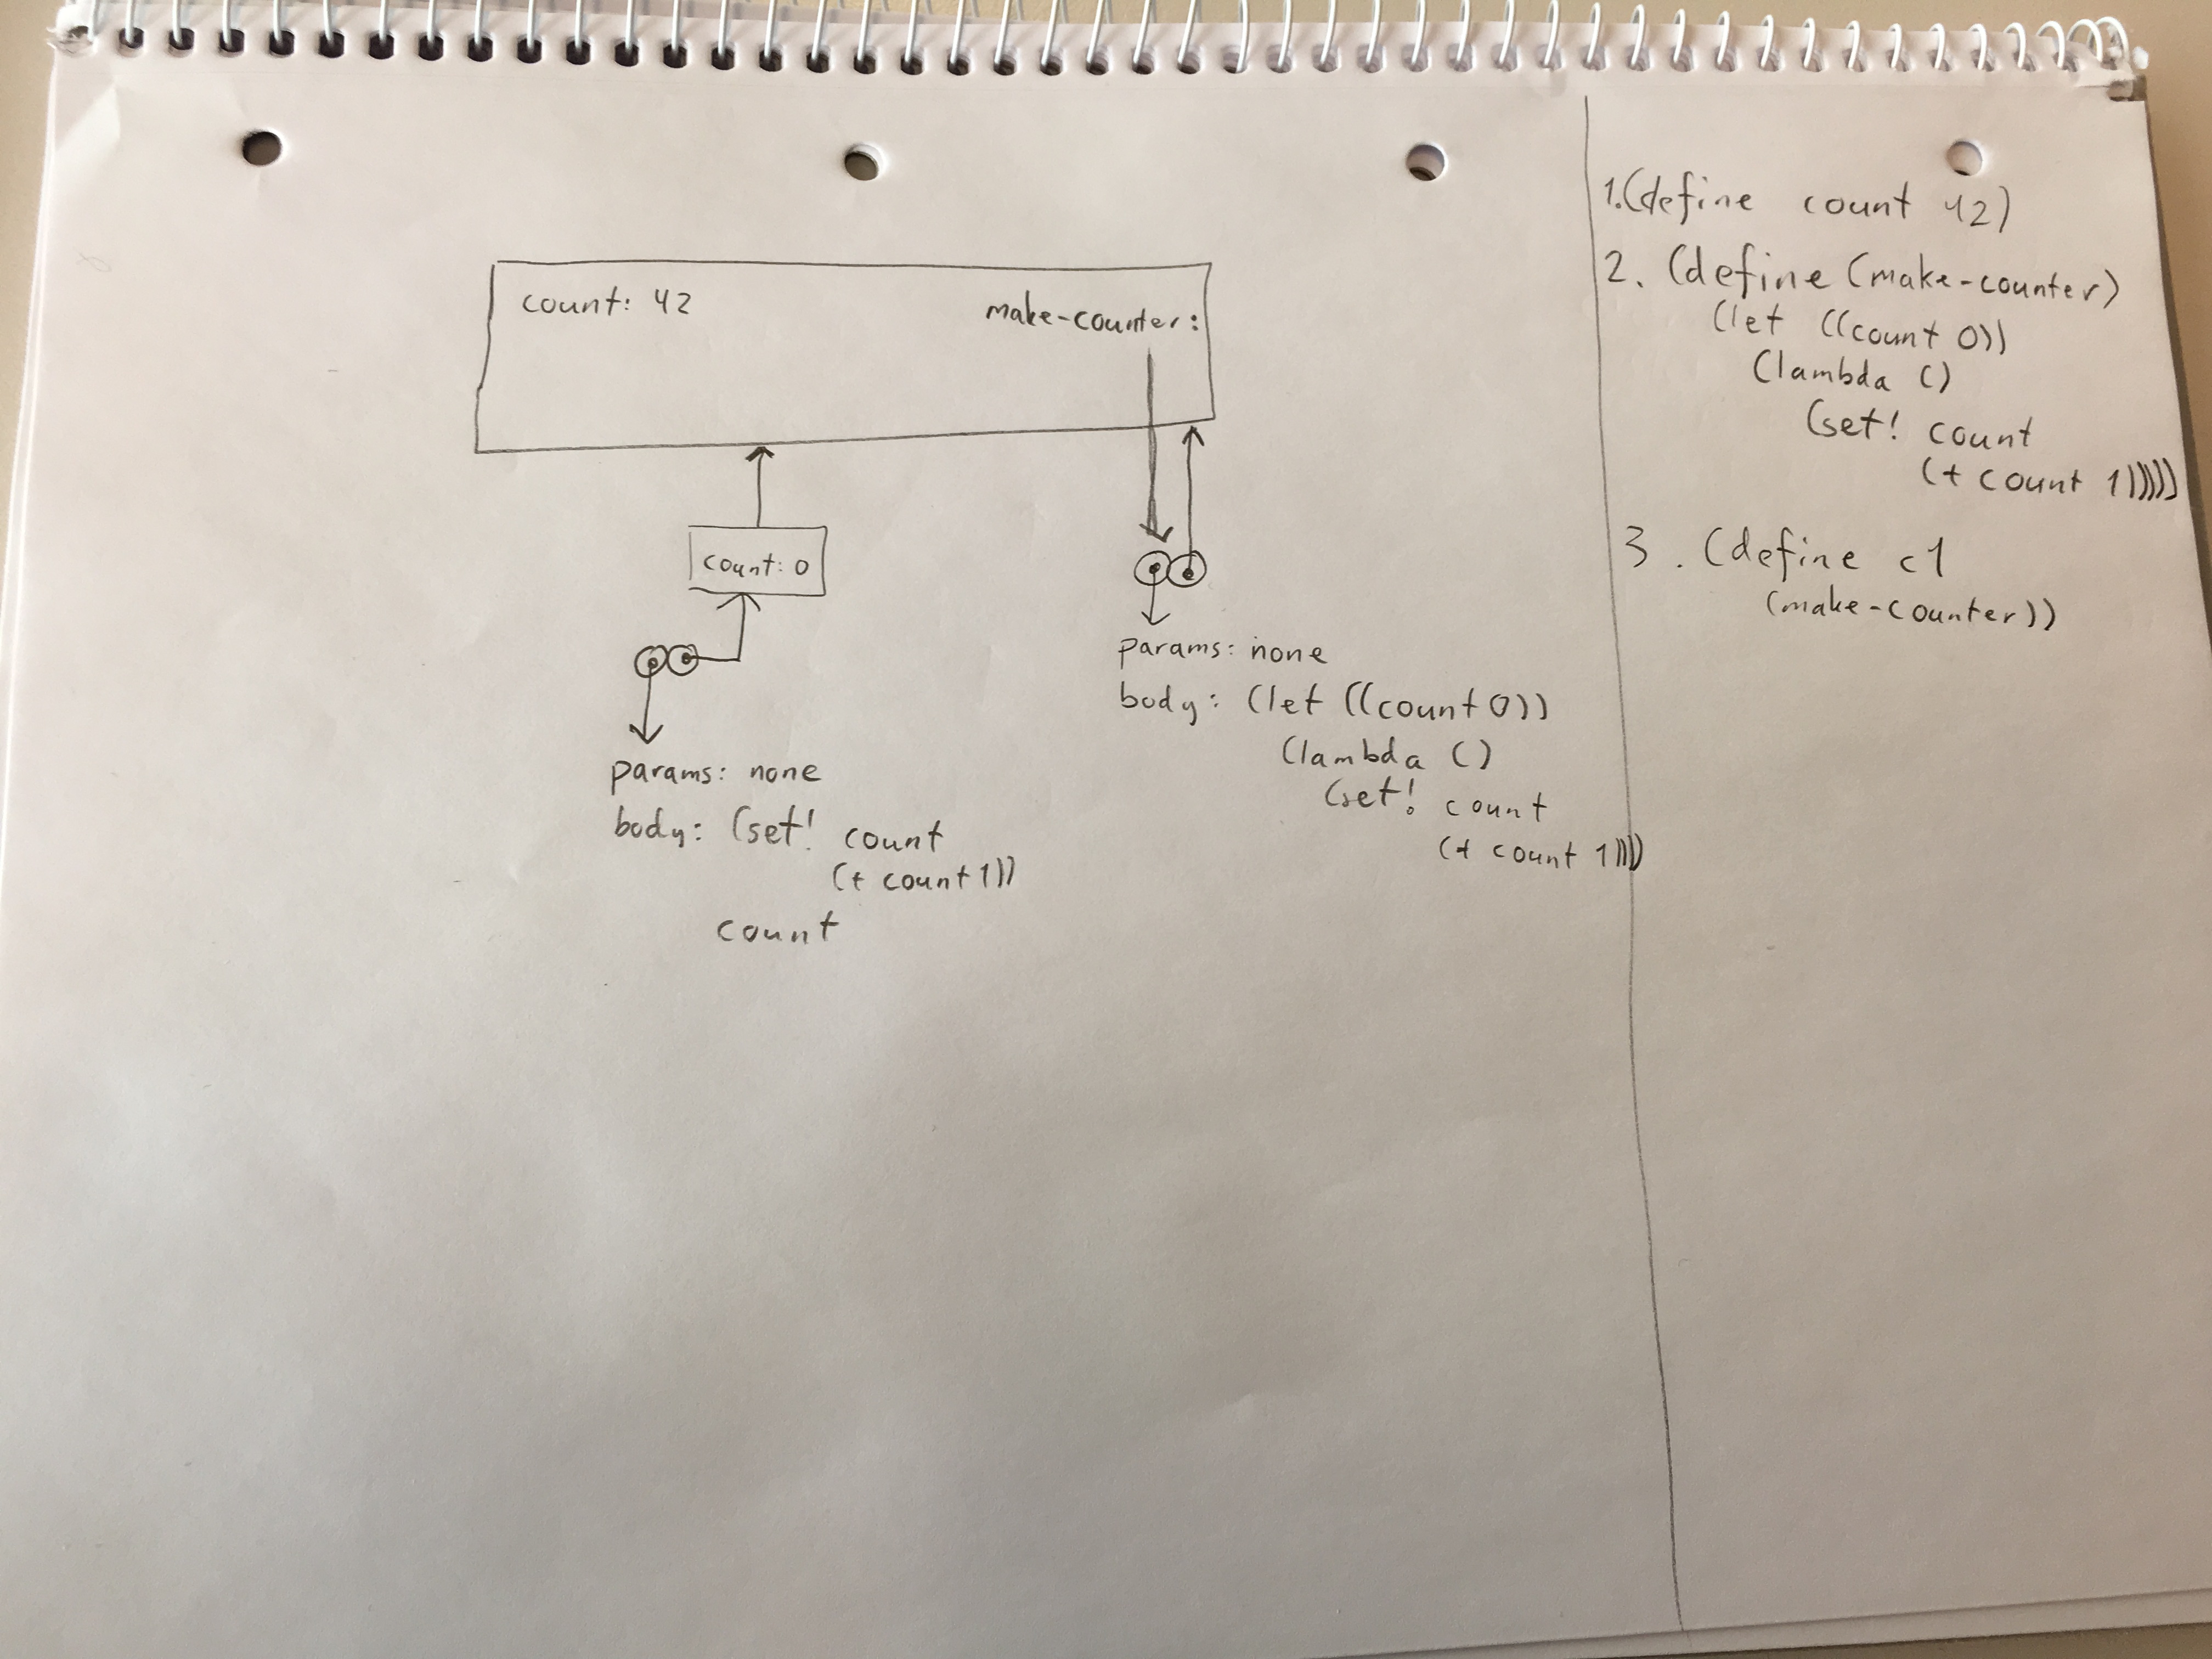 count: 42
make-counter:
count: 0
params: none
body: (set! count
(+ count 1))
count
params: none
body: (let ((count 0))
(lambda ()
(set! count
(+ count 1))))
1.(define count 42)
2. (define (make-counter)
(let ((count 0))
(lambda ()
(set! count
(+ count 1)))))
3. (define c1
(make-counter))